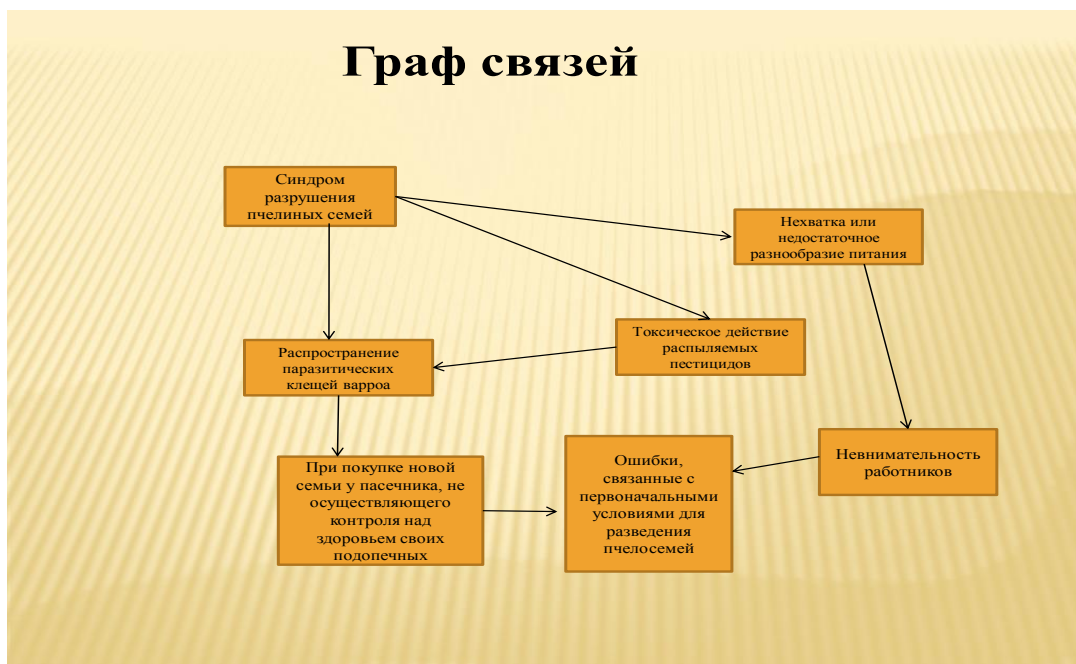 Граф связей
Синдром
разрушения
пчелиных семей
Нехватка или
недостаточное
разнообразие питания
Токсическое действие
распыляемых
пестицидов
Распространение
паразитических
клещей варроа
При покупке новой
семьи у пасечника, не
осуществляющего
контроля над
здоровьем своих
подопечных
Ошибки,
связанные с
первоначальными
условиями для
разведения
пчелосемей
Невнимательность
работников